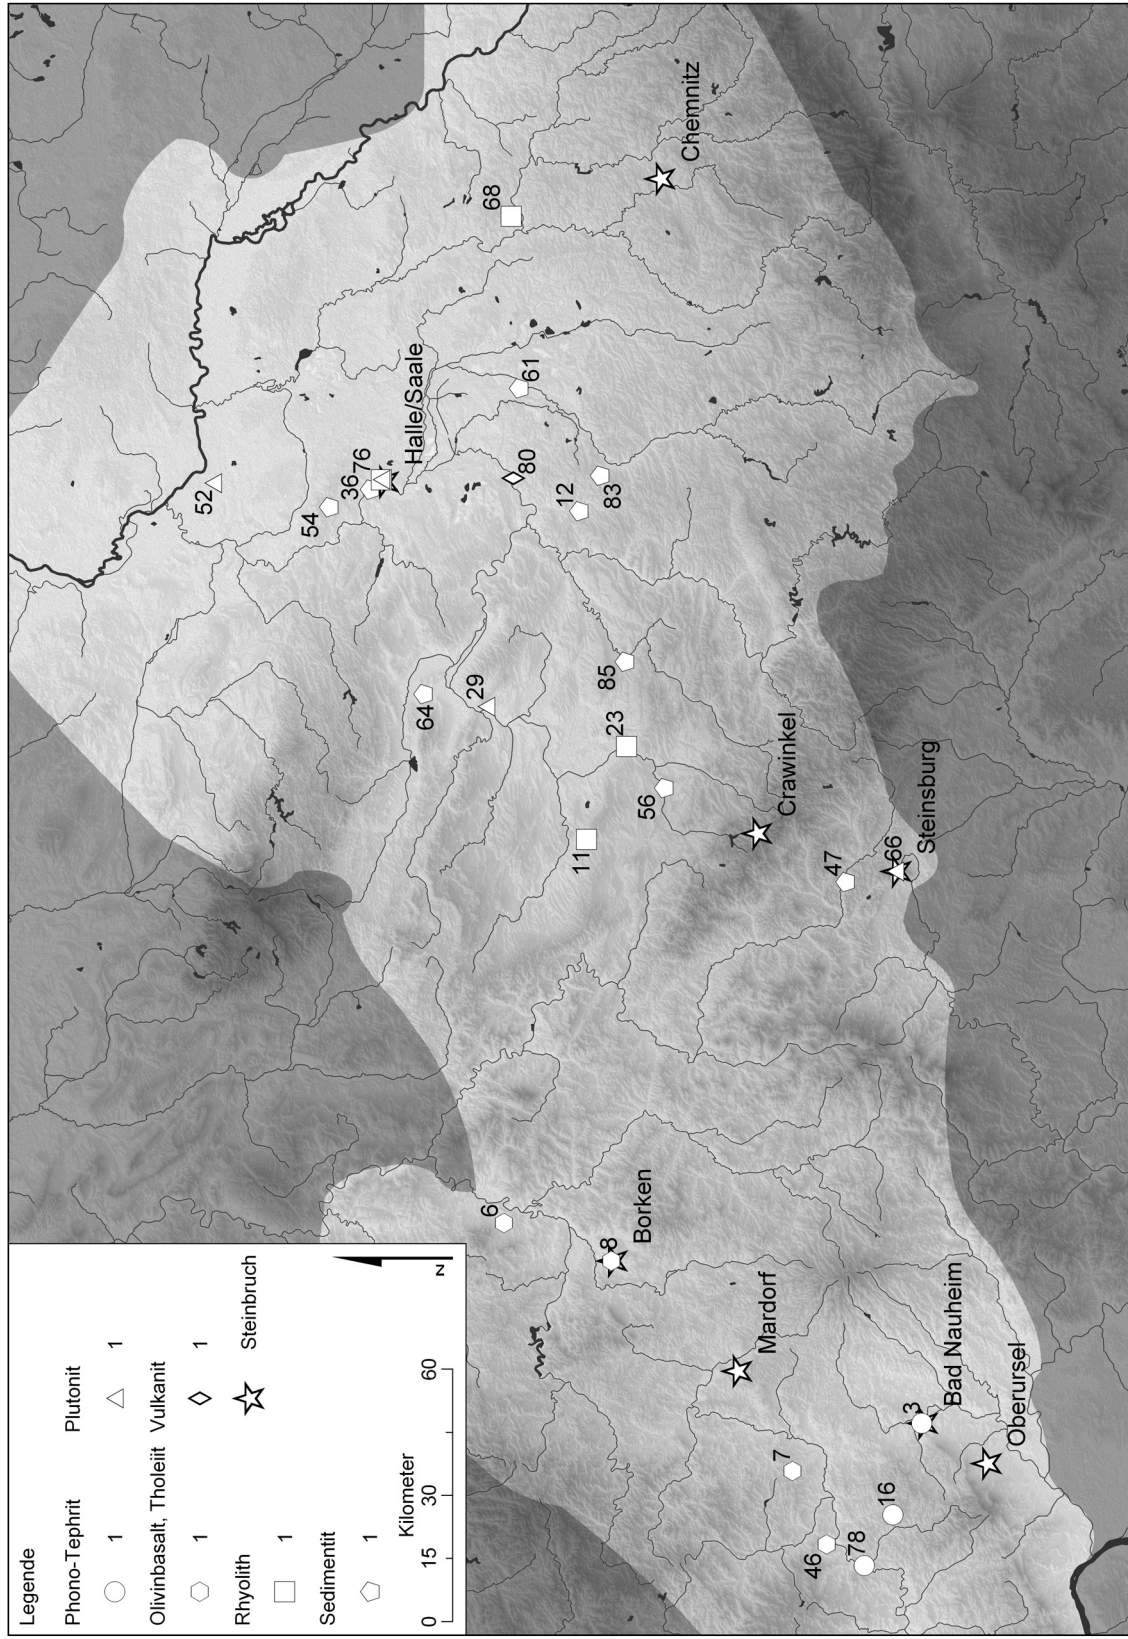 Legende
Phono-Tephrit
1
Olivinbasalt, Tholeiit
1
Rhyolith
1
Sedimentit
1
Plutonit
1
Vulkanit
1
Steinbruch
Kilometer
0 15 30 60
N
52
54
36
76
Halle/Saale
68
Chemnitz
61
80
12
83
64
29
85
23
56
11
Crawinkel
47
66
Steinsburg
6
8
Borken
Mardorf
7
46
78
16
3
Bad Nauheim
Oberursel